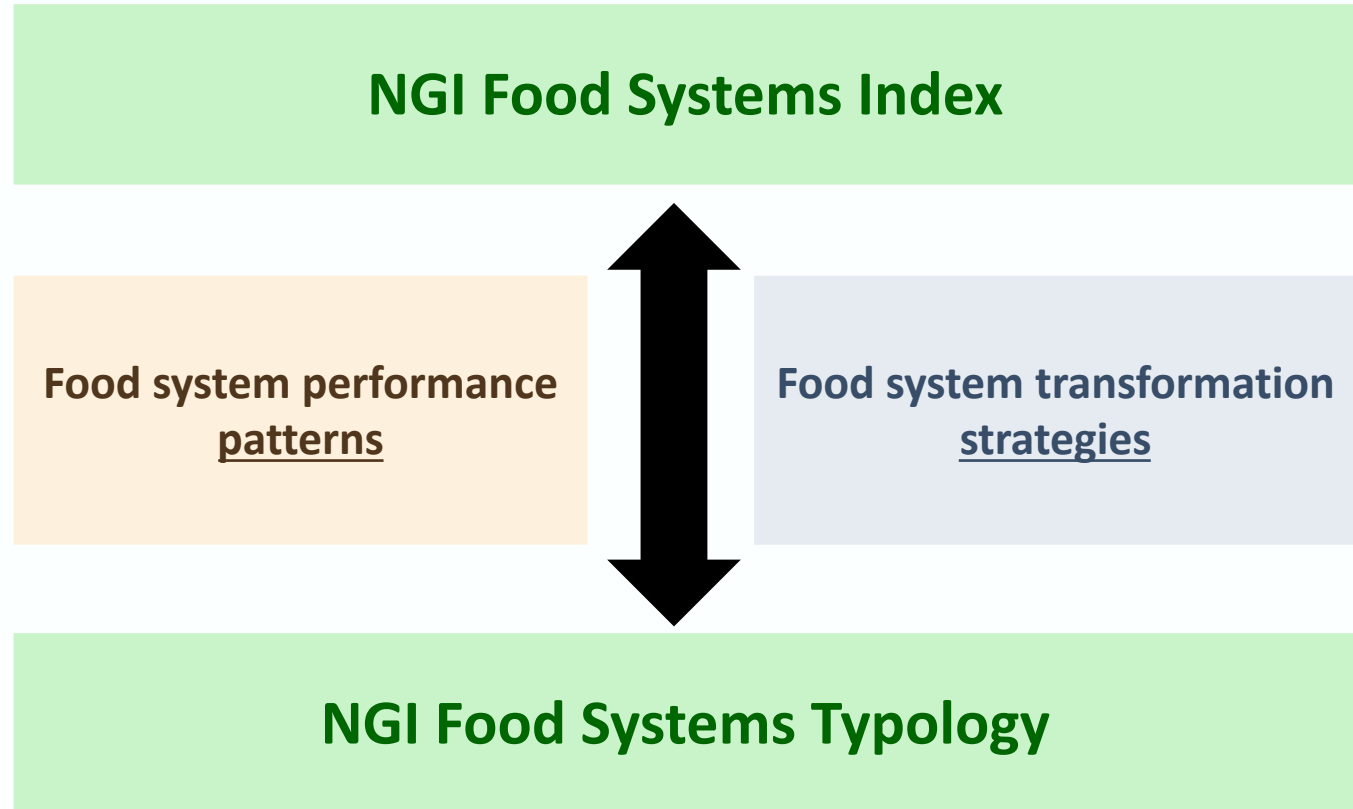 NGI Food Systems Index
Food system performance
patterns
Food system transformation
strategies
NGI Food Systems Typology